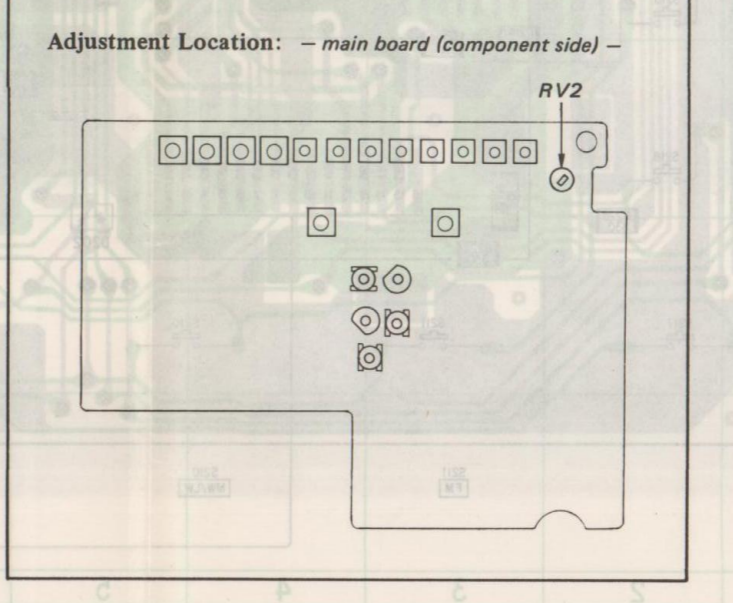 Adjustment Location: — main board (component side) —
RV2